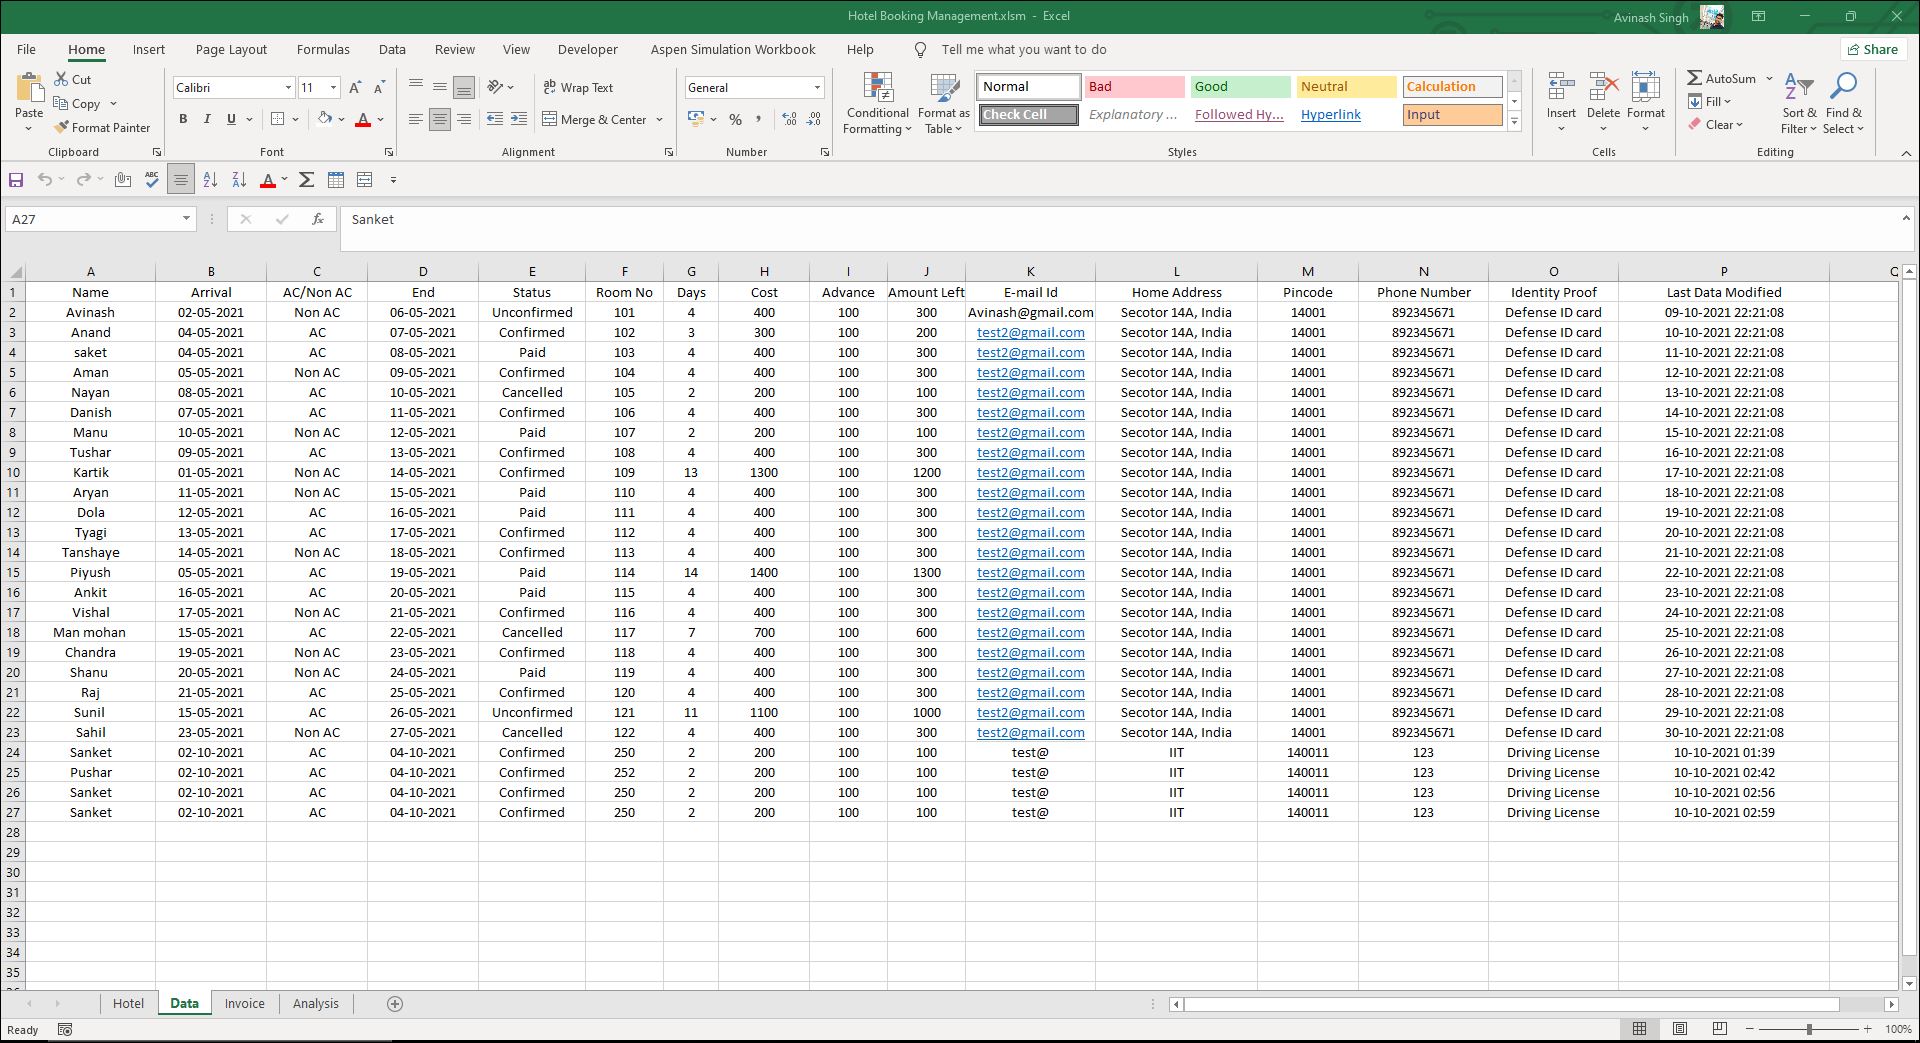 Hotel Booking Management.xlsm - Excel
Avinash Singh
File Home Insert Page Layout Formulas Data Review View Developer Aspen Simulation Workbook Help Tell me what you want to do Share
Cut
Copy
Format Painter
Paste
Clipboard
Calibri 11
B I U
Font
Wrap Text
Merge & Center
Alignment
General
Number
Conditional Formatting
Format as Table
Normal Bad Good Neutral Calculation
Check Cell Explanatory ... Followed Hy... Hyperlink Input
Styles
Insert Delete Format
Cells
AutoSum
Fill
Clear
Sort & Filter
Find & Select
Editing
A27 fx Sanket
A B C D E F G H I J K L M N O P Q
1 Name Arrival AC/Non AC End Status Room No Days Cost Advance Amount Left E-mail Id Home Address Pincode Phone Number Identity Proof Last Data Modified
2 Avinash 02-05-2021 Non AC 06-05-2021 Unconfirmed 101 4 400 100 300 Avinash@gmail.com Secotor 14A, India 14001 892345671 Defense ID card 09-10-2021 22:21:08
3 Anand 04-05-2021 AC 07-05-2021 Confirmed 102 3 300 100 200 test2@gmail.com Secotor 14A, India 14001 892345671 Defense ID card 10-10-2021 22:21:08
4 saket 04-05-2021 AC 08-05-2021 Paid 103 4 400 100 300 test2@gmail.com Secotor 14A, India 14001 892345671 Defense ID card 11-10-2021 22:21:08
5 Aman 05-05-2021 Non AC 09-05-2021 Confirmed 104 4 400 100 300 test2@gmail.com Secotor 14A, India 14001 892345671 Defense ID card 12-10-2021 22:21:08
6 Nayan 08-05-2021 AC 10-05-2021 Cancelled 105 2 200 100 100 test2@gmail.com Secotor 14A, India 14001 892345671 Defense ID card 13-10-2021 22:21:08
7 Danish 07-05-2021 AC 11-05-2021 Confirmed 106 4 400 100 300 test2@gmail.com Secotor 14A, India 14001 892345671 Defense ID card 14-10-2021 22:21:08
8 Manu 10-05-2021 Non AC 12-05-2021 Paid 107 2 200 100 100 test2@gmail.com Secotor 14A, India 14001 892345671 Defense ID card 15-10-2021 22:21:08
9 Tushar 09-05-2021 AC 13-05-2021 Confirmed 108 4 400 100 300 test2@gmail.com Secotor 14A, India 14001 892345671 Defense ID card 16-10-2021 22:21:08
10 Kartik 01-05-2021 Non AC 14-05-2021 Confirmed 109 13 1300 100 1200 test2@gmail.com Secotor 14A, India 14001 892345671 Defense ID card 17-10-2021 22:21:08
11 Aryan 11-05-2021 Non AC 15-05-2021 Paid 110 4 400 100 300 test2@gmail.com Secotor 14A, India 14001 892345671 Defense ID card 18-10-2021 22:21:08
12 Dola 12-05-2021 AC 16-05-2021 Paid 111 4 400 100 300 test2@gmail.com Secotor 14A, India 14001 892345671 Defense ID card 19-10-2021 22:21:08
13 Tyagi 13-05-2021 AC 17-05-2021 Confirmed 112 4 400 100 300 test2@gmail.com Secotor 14A, India 14001 892345671 Defense ID card 20-10-2021 22:21:08
14 Tanshaye 14-05-2021 Non AC 18-05-2021 Confirmed 113 4 400 100 300 test2@gmail.com Secotor 14A, India 14001 892345671 Defense ID card 21-10-2021 22:21:08
15 Piyush 05-05-2021 AC 19-05-2021 Paid 114 14 1400 100 1300 test2@gmail.com Secotor 14A, India 14001 892345671 Defense ID card 22-10-2021 22:21:08
16 Ankit 16-05-2021 AC 20-05-2021 Paid 115 4 400 100 300 test2@gmail.com Secotor 14A, India 14001 892345671 Defense ID card 23-10-2021 22:21:08
17 Vishal 17-05-2021 Non AC 21-05-2021 Confirmed 116 4 400 100 300 test2@gmail.com Secotor 14A, India 14001 892345671 Defense ID card 24-10-2021 22:21:08
18 Man mohan 15-05-2021 AC 22-05-2021 Cancelled 117 7 700 100 600 test2@gmail.com Secotor 14A, India 14001 892345671 Defense ID card 25-10-2021 22:21:08
19 Chandra 19-05-2021 Non AC 23-05-2021 Confirmed 118 4 400 100 300 test2@gmail.com Secotor 14A, India 14001 892345671 Defense ID card 26-10-2021 22:21:08
20 Shanu 20-05-2021 Non AC 24-05-2021 Paid 119 4 400 100 300 test2@gmail.com Secotor 14A, India 14001 892345671 Defense ID card 27-10-2021 22:21:08
21 Raj 21-05-2021 AC 25-05-2021 Confirmed 120 4 400 100 300 test2@gmail.com Secotor 14A, India 14001 892345671 Defense ID card 28-10-2021 22:21:08
22 Sunil 15-05-2021 AC 26-05-2021 Unconfirmed 121 11 1100 100 1000 test2@gmail.com Secotor 14A, India 14001 892345671 Defense ID card 29-10-2021 22:21:08
23 Sahil 23-05-2021 Non AC 27-05-2021 Cancelled 122 4 400 100 300 test2@gmail.com Secotor 14A, India 14001 892345671 Defense ID card 30-10-2021 22:21:08
24 Sanket 02-10-2021 AC 04-10-2021 Confirmed 250 2 200 100 100 test@ IIT 140011 123 Driving License 10-10-2021 01:39
25 Pushar 02-10-2021 AC 04-10-2021 Confirmed 252 2 200 100 100 test@ IIT 140011 123 Driving License 10-10-2021 02:42
26 Sanket 02-10-2021 AC 04-10-2021 Confirmed 250 2 200 100 100 test@ IIT 140011 123 Driving License 10-10-2021 02:56
27 Sanket 02-10-2021 AC 04-10-2021 Confirmed 250 2 200 100 100 test@ IIT 140011 123 Driving License 10-10-2021 02:59
28
29
30
31
32
33
34
35
Hotel Data Invoice Analysis
Ready 100%